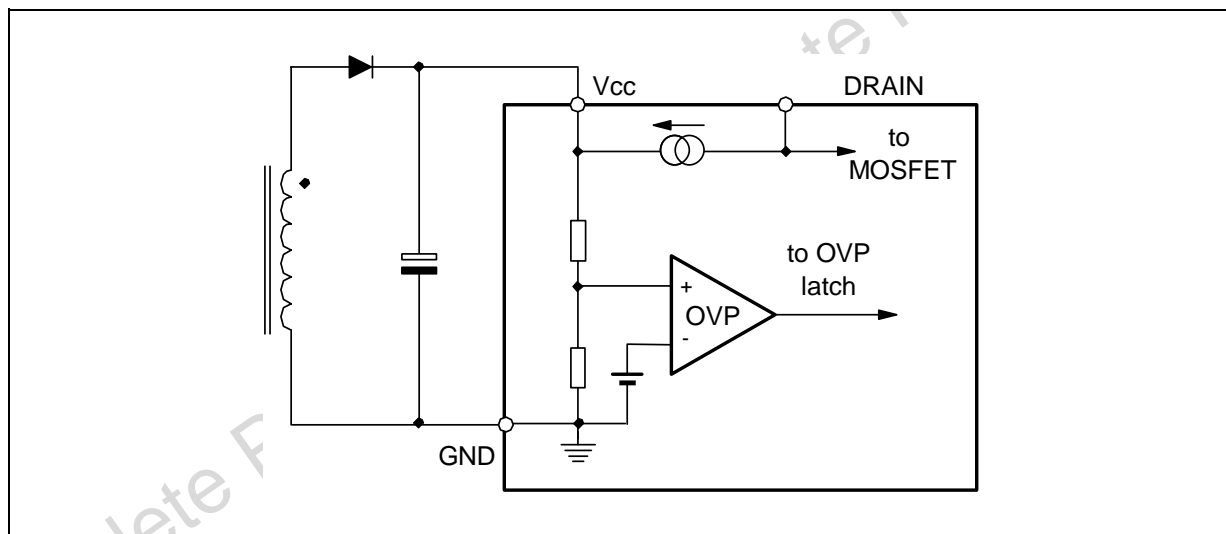 Vcc
DRAIN
to
MOSFET
to OVP
latch
+
OVP
-
GND